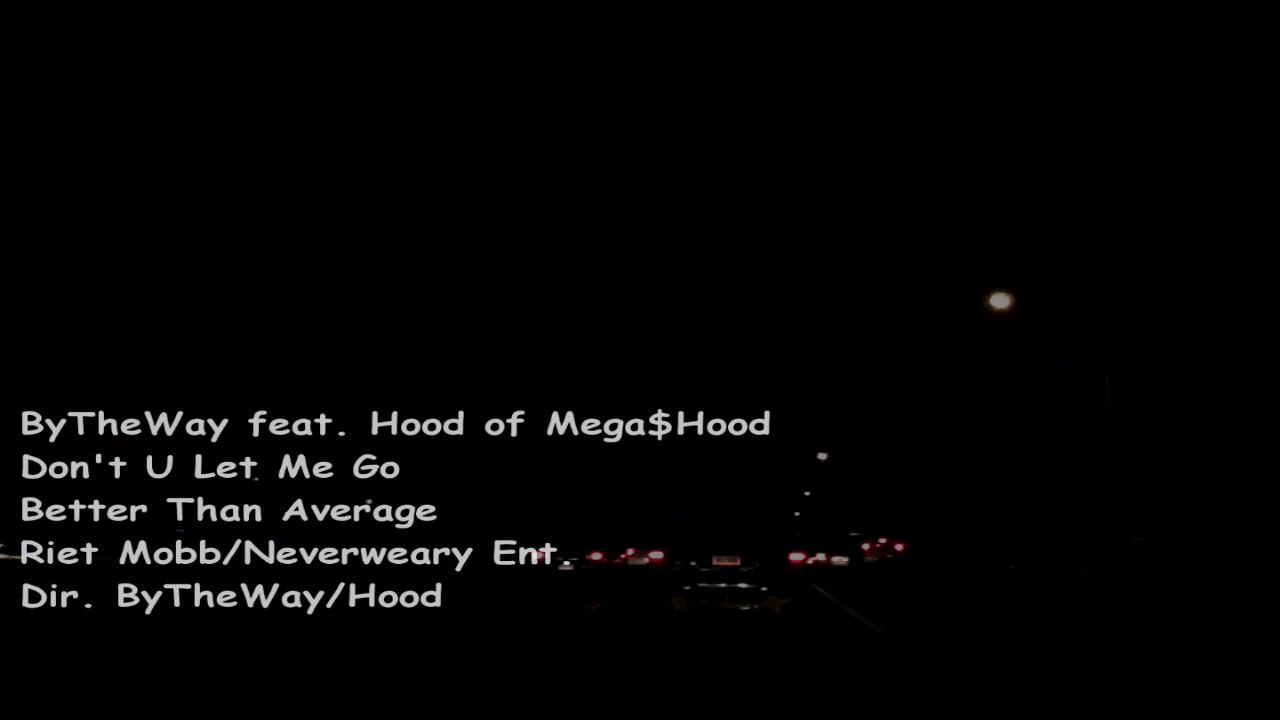 ByTheWay feat. Hood of Mega$Hood
Don't U Let Me Go
Better Than Average
Riet Mobb/Neverweary Ent.
Dir. ByTheWay/Hood